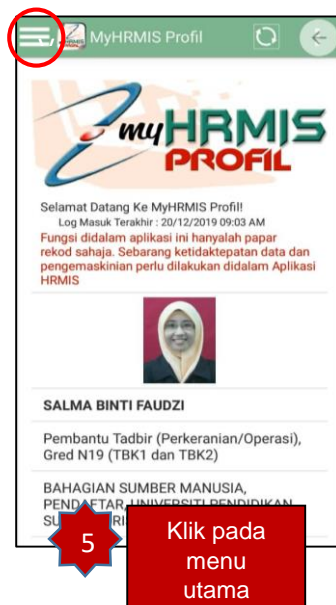 MyHRMIS Profil
myHRMIS
PROFIL
Selamat Datang Ke MyHRMIS Profil!
Log Masuk Terakhir : 20/12/2019 09:03 AM
Fungsi didalam aplikasi ini hanyalah papar
rekod sahaja. Sebarang ketidaktepatan data dan
pengemaskinian perlu dilakukan didalam Aplikasi
HRMIS
SALMA BINTI FAUDZI
Pembantu Tadbir (Perkeranian/Operasi),
Gred N19 (TBK1 dan TBK2)
BAHAGIAN SUMBER MANUSIA,
5
Klik pada
menu
utama